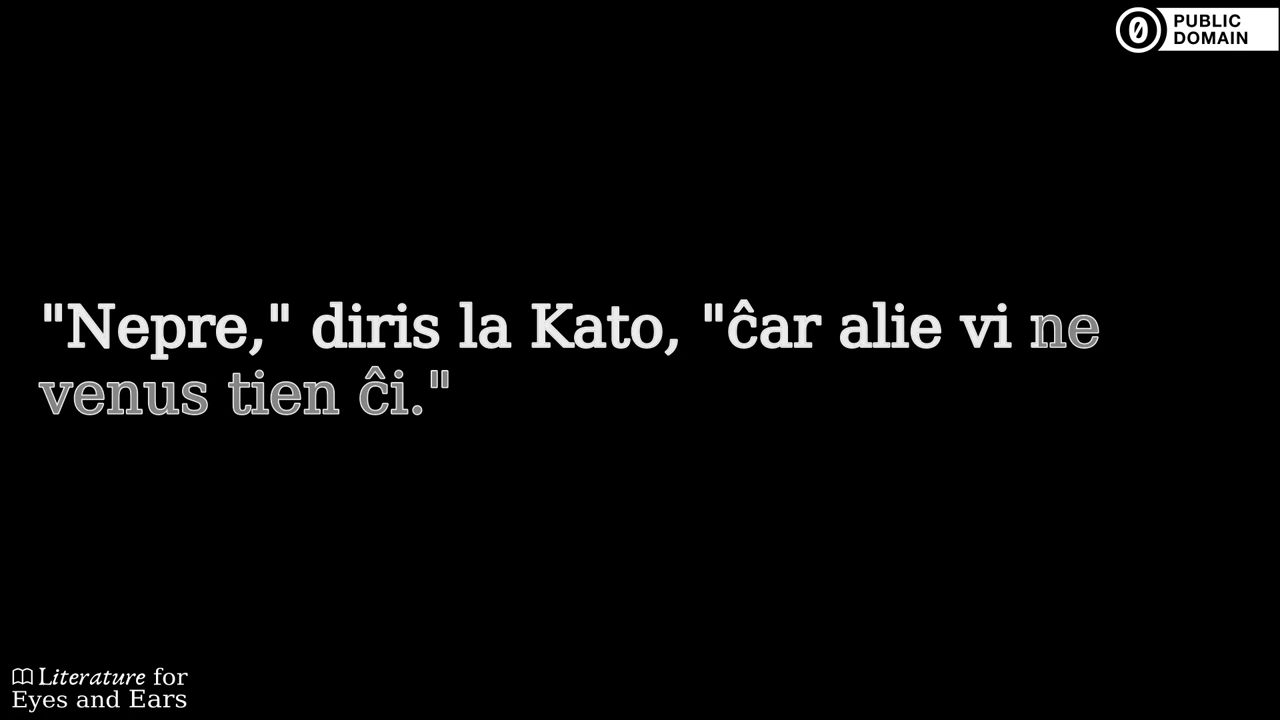 PUBLIC
DOMAIN
"Nepre," diris la Kato, "ĉar alie vi ne
venus tien ĉi."
Literature for
Eyes and Ears